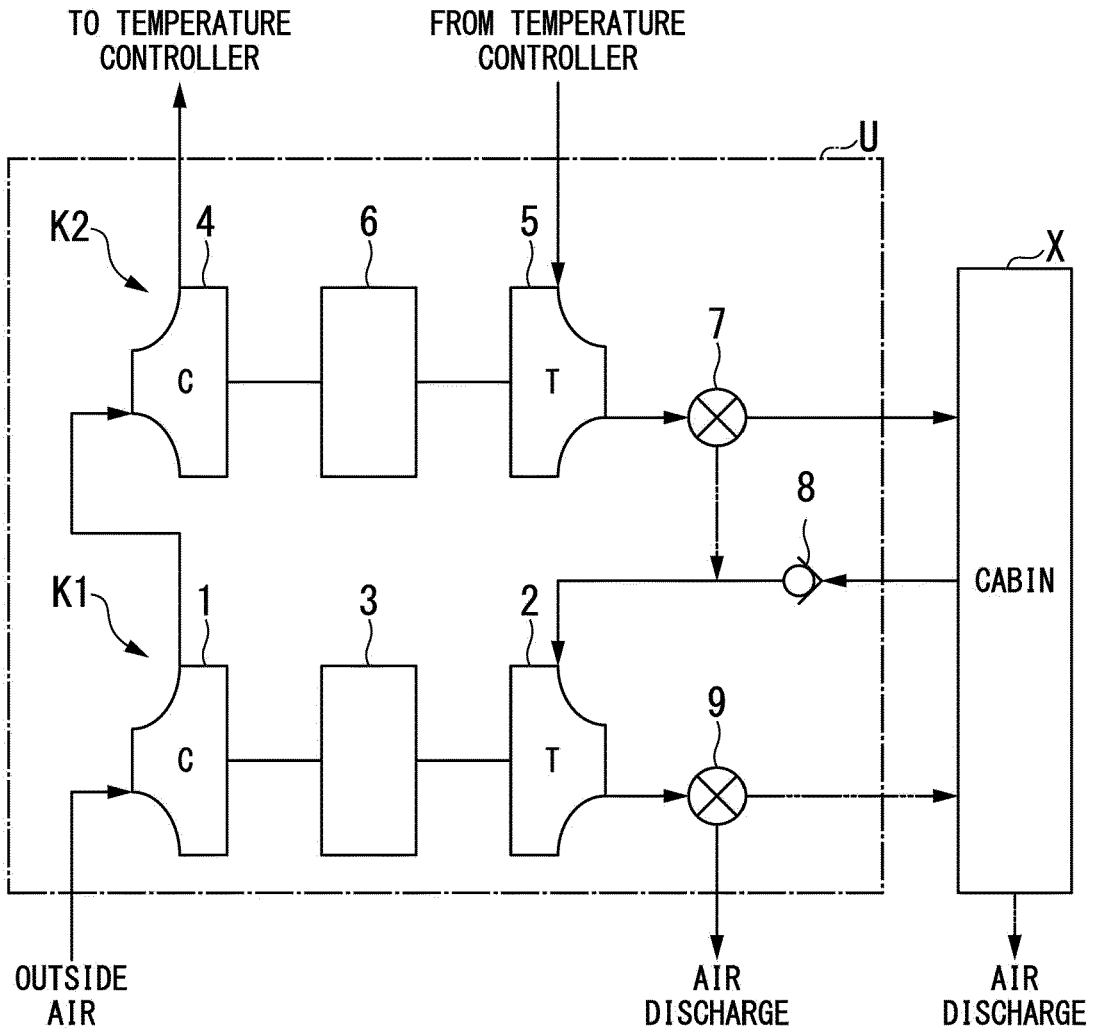 TO TEMPERATURE
CONTROLLER
FROM TEMPERATURE
CONTROLLER
U
K2
4
6
5
X
7
C
T
8
CABIN
K1
1
3
2
9
C
T
OUTSIDE
AIR
AIR
DISCHARGE
AIR
DISCHARGE